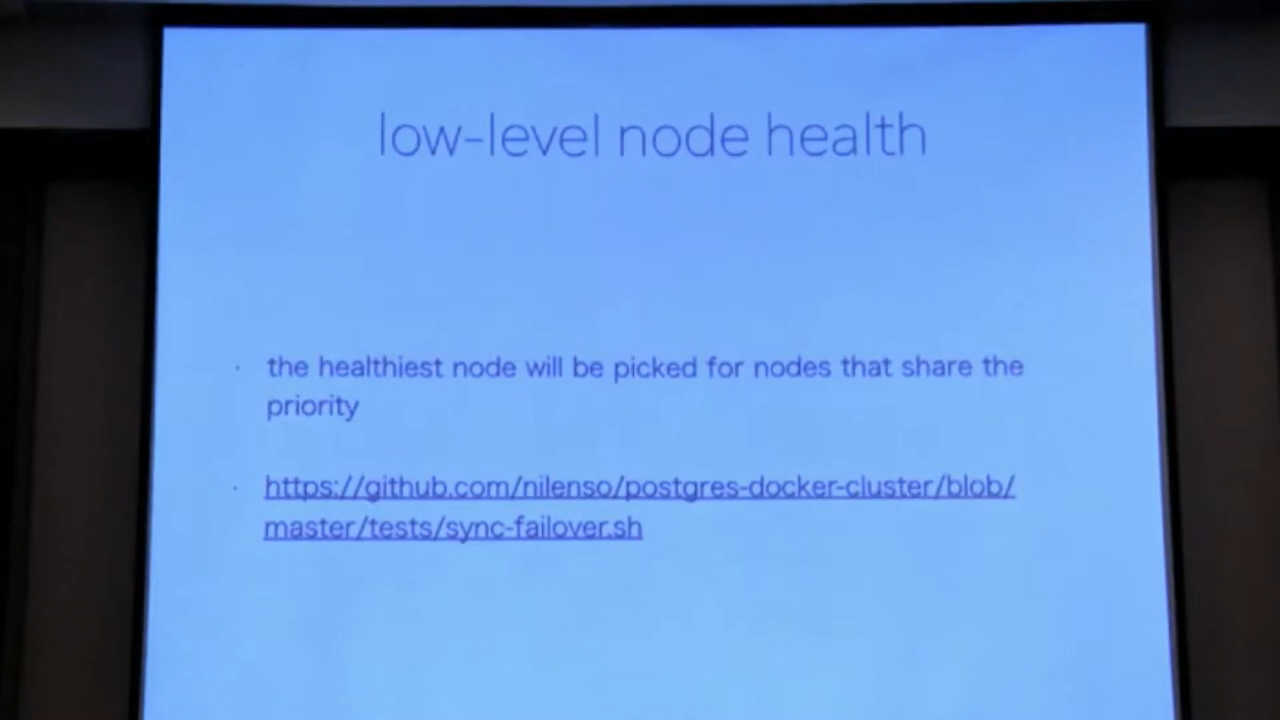 low-level node health
· the healthiest node will be picked for nodes that share the
priority
· https://github.com/nilenso/postgres-docker-cluster/blob/
master/tests/sync-failover.sh